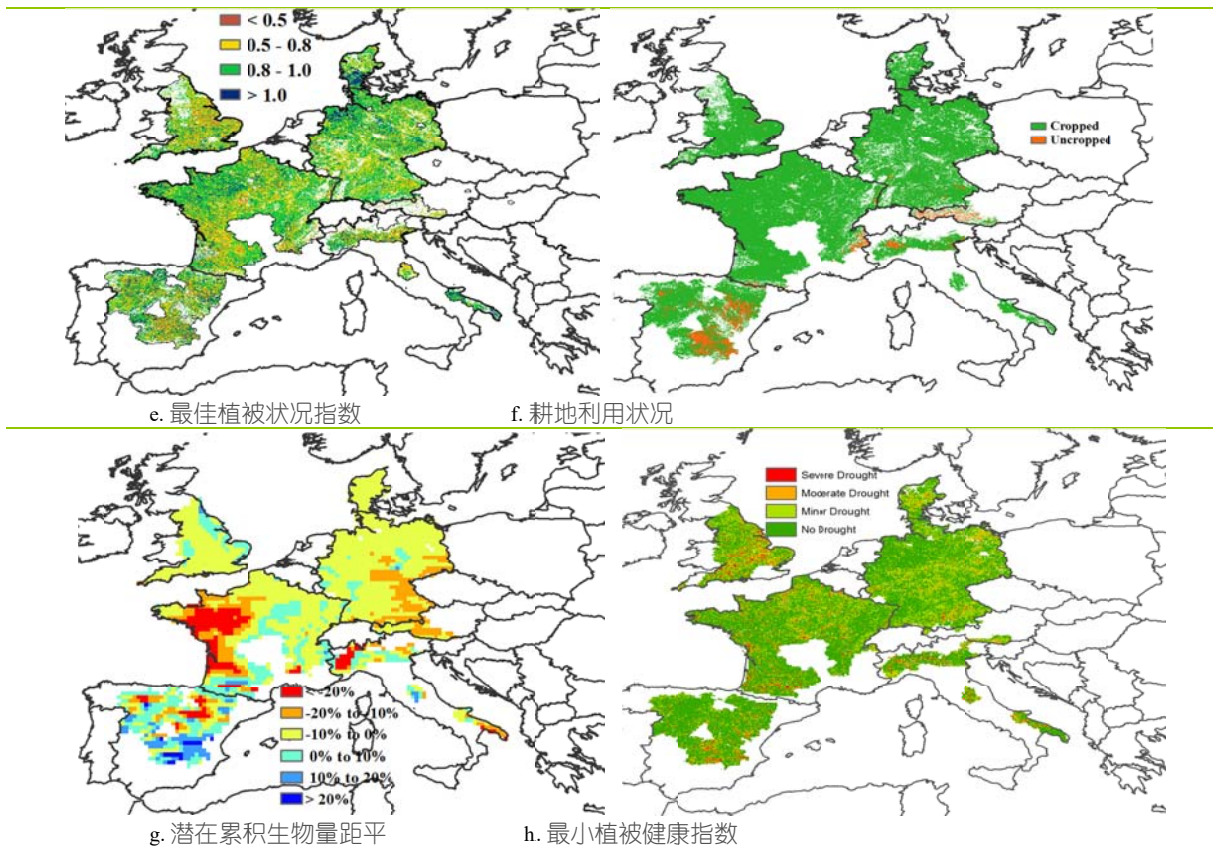 < 0.5
0.5 - 0.8
0.8 - 1.0
> 1.0
Cropped
Uncropped
e. 最佳植被状况指数
f. 耕地利用状况
< -20%
-20% to -10%
-10% to 0%
0% to 10%
10% to 20%
> 20%
Severe Drought
Moderate Drought
Minor Drought
No Drought
g. 潜在累积生物量距平
h. 最小植被健康指数